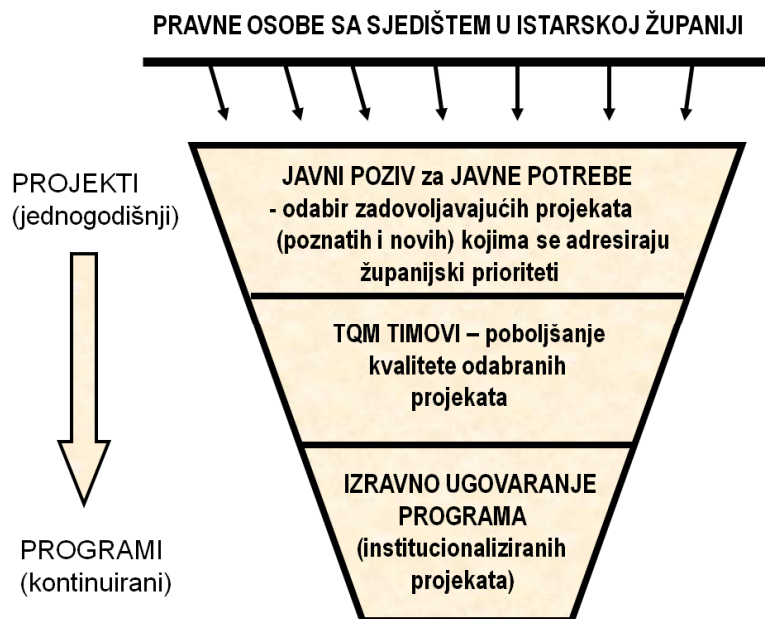 PRAVNE OSOBE SA SJEDIŠTEM U ISTARSKOJ ŽUPANIJI
PROJEKTI
(jednogodišnji)
JAVNI POZIV za JAVNE POTREBE
- odabir zadovoljavajućih projekata
(poznatih i novih) kojima se adresiraju
županijski prioriteti
TQM TIMOVI – poboljšanje
kvalitete odabranih
projekata
IZRAVNO UGOVARANJE
PROGRAMA
(institucionaliziranih
projekata)
PROGRAMI
(kontinuirani)